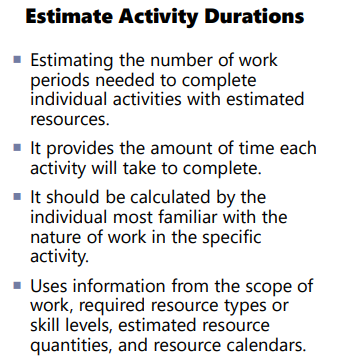 Estimate Activity Durations
▪ Estimating the number of work
periods needed to complete
individual activities with estimated
resources.
▪ It provides the amount of time each
activity will take to complete.
▪ It should be calculated by the
individual most familiar with the
nature of work in the specific
activity.
▪ Uses information from the scope of
work, required resource types or
skill levels, estimated resource
quantities, and resource calendars.